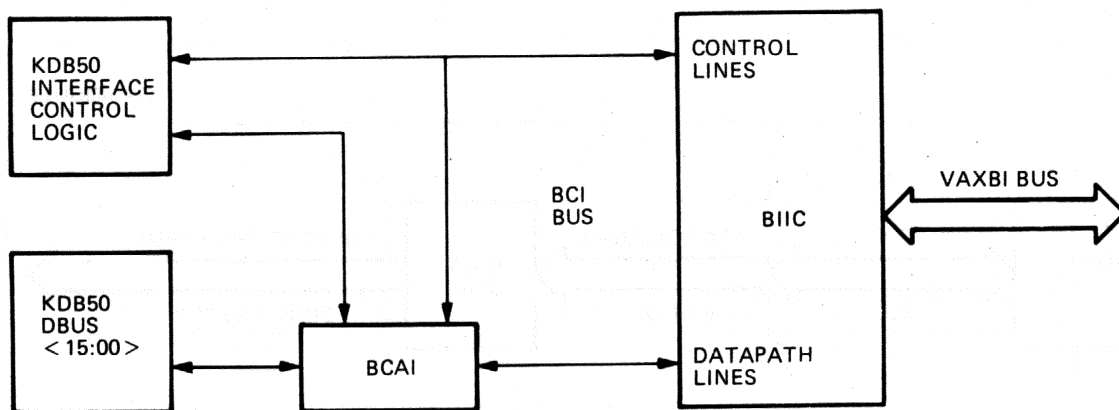 KDB50
INTERFACE
CONTROL
LOGIC
CONTROL
LINES
BCI
BUS
BIIC
VAXBI BUS
KDB50
DBUS
< 15:00 >
BCAI
DATAPATH
LINES